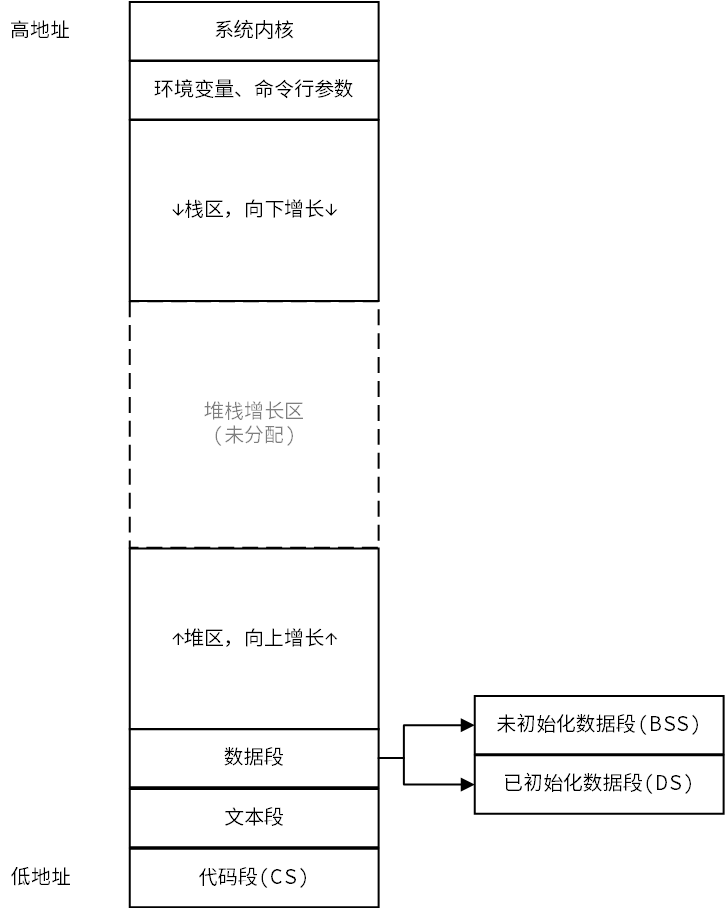 高地址
系统内核
环境变量、命令行参数
↓栈区，向下增长↓
堆栈增长区
(未分配)
↑堆区，向上增长↑
未初始化数据段(BSS)
数据段
已初始化数据段(DS)
文本段
低地址
代码段(CS)